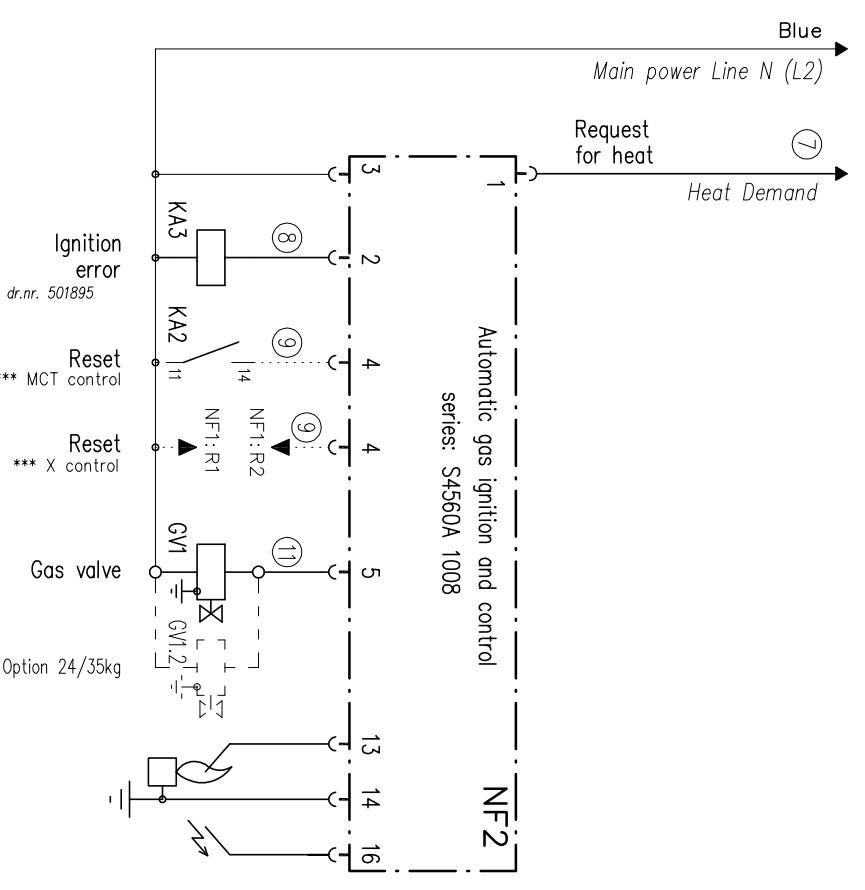 Blue
Main power Line N (L2)
Request
for heat
7
Heat Demand
3
1
KA3
8
2
Ignition
error
dr.nr. 501895
KA2
9
4
11
14
Reset
*** MCT control
NF1: R1
NF1: R2
9
4
Reset
*** X control
Automatic gas ignition and control
series: S4560A 1008
GV1
11
5
Gas valve
GV1.2
Option 24/35kg
13
14
16
NF2